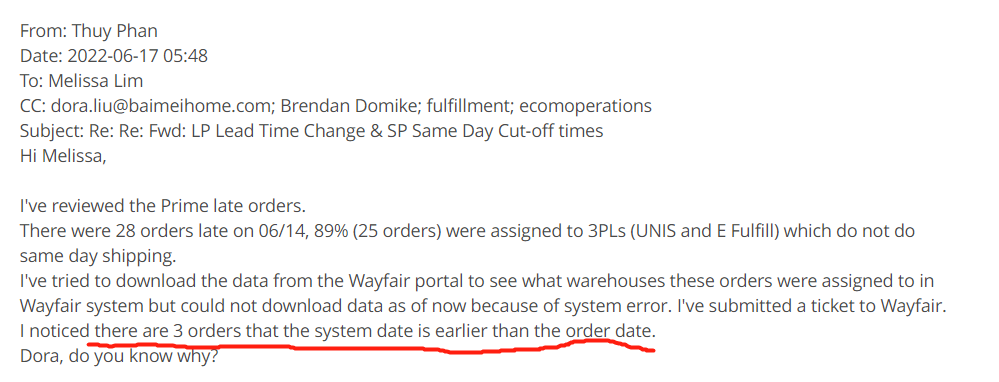 From: Thuy Phan
Date: 2022-06-17 05:48
To: Melissa Lim
CC: dora.liu@baimeihome.com; Brendan Domike; fulfillment; ecomoperations
Subject: Re: Re: Fwd: LP Lead Time Change & SP Same Day Cut-off times
Hi Melissa,
I've reviewed the Prime late orders.
There were 28 orders late on 06/14, 89% (25 orders) were assigned to 3PLs (UNIS and E Fulfill) which do not do
same day shipping.
I've tried to download the data from the Wayfair portal to see what warehouses these orders were assigned to in
Wayfair system but could not download data as of now because of system error. I've submitted a ticket to Wayfair.
I noticed there are 3 orders that the system date is earlier than the order date.
Dora, do you know why?